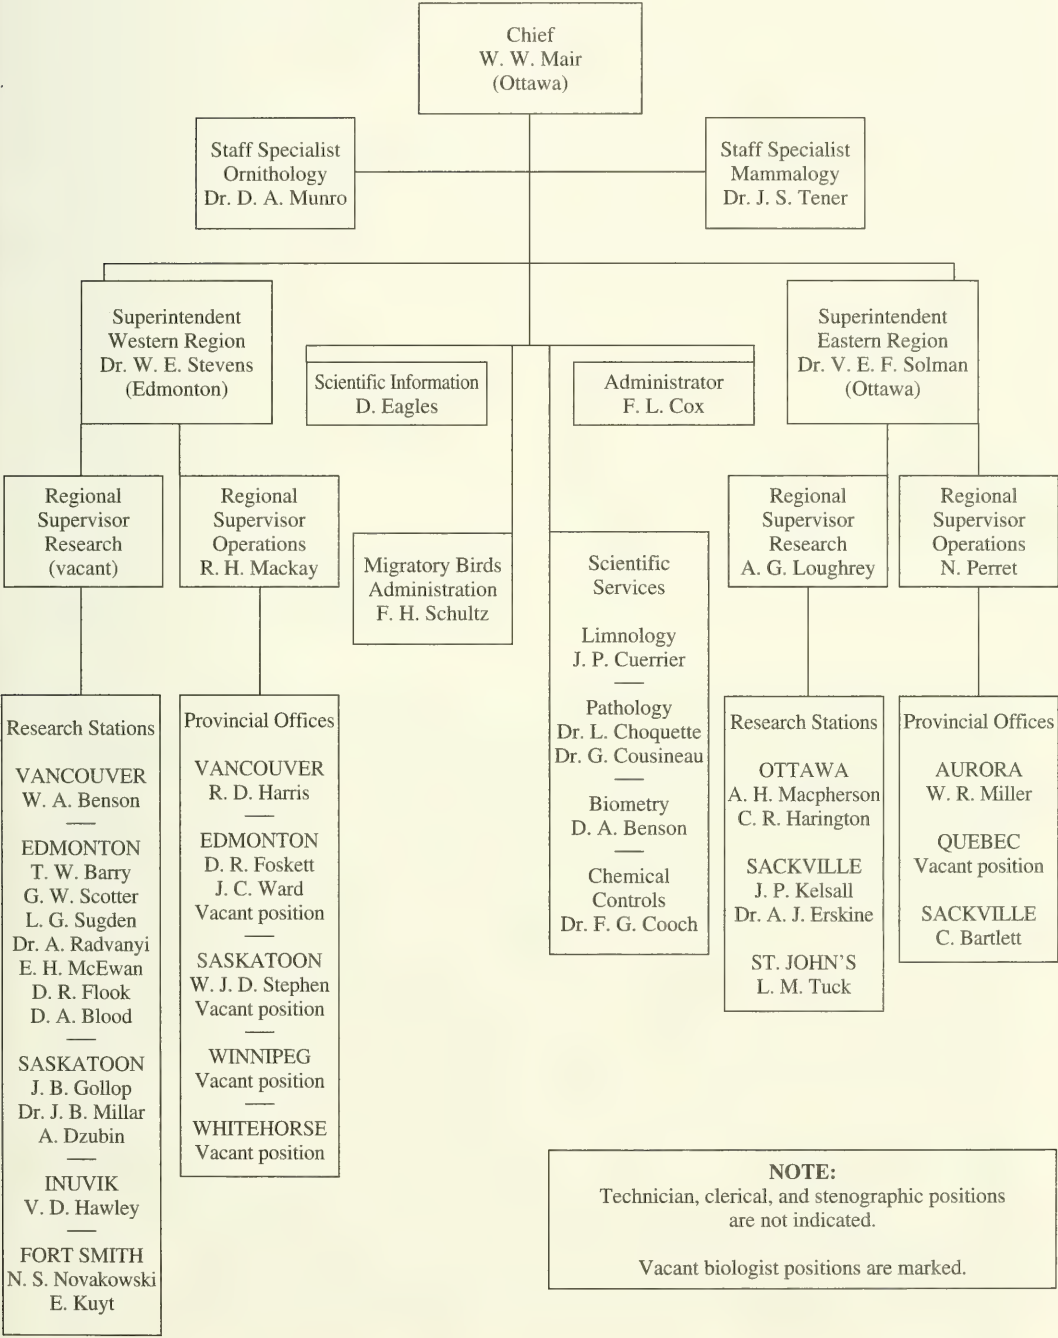 Chief
W. W. Mair
(Ottawa)
Staff Specialist
Ornithology
Dr. D. A. Munro
Staff Specialist
Mammalogy
Dr. J. S. Tener
Superintendent
Western Region
Dr. W. E. Stevens
(Edmonton)
Scientific Information
D. Eagles
Administrator
F. L. Cox
Superintendent
Eastern Region
Dr. V. E. F. Solman
(Ottawa)
Regional
Supervisor
Research
(vacant)
Regional
Supervisor
Operations
R. H. Mackay
Migratory Birds
Administration
F. H. Schultz
Scientific
Services
Limnology
J. P. Cuerrier
Pathology
Dr. L. Choquette
Dr. G. Cousineau
Biometry
D. A. Benson
Chemical
Controls
Dr. F. G. Cooch
Regional
Supervisor
Research
A. G. Loughrey
Regional
Supervisor
Operations
N. Perret
Research Stations
VANCOUVER
W. A. Benson
EDMONTON
T. W. Barry
G. W. Scotter
L. G. Sugden
Dr. A. Radvanyi
E. H. McEwan
D. R. Flook
D. A. Blood
SASKATOON
J. B. Gollop
Dr. J. B. Millar
A. Dzubin
INUVIK
V. D. Hawley
FORT SMITH
N. S. Novakowski
E. Kuyt
Provincial Offices
VANCOUVER
R. D. Harris
EDMONTON
D. R. Foskett
J. C. Ward
Vacant position
SASKATOON
W. J. D. Stephen
Vacant position
WINNIPEG
Vacant position
WHITEHORSE
Vacant position
Research Stations
OTTAWA
A. H. Macpherson
C. R. Harington
SACKVILLE
J. P. Kelsall
Dr. A. J. Erskine
ST. JOHN'S
L. M. Tuck
Provincial Offices
AURORA
W. R. Miller
QUEBEC
Vacant position
SACKVILLE
C. Bartlett
NOTE:
Technician, clerical, and stenographic positions
are not indicated.
Vacant biologist positions are marked.